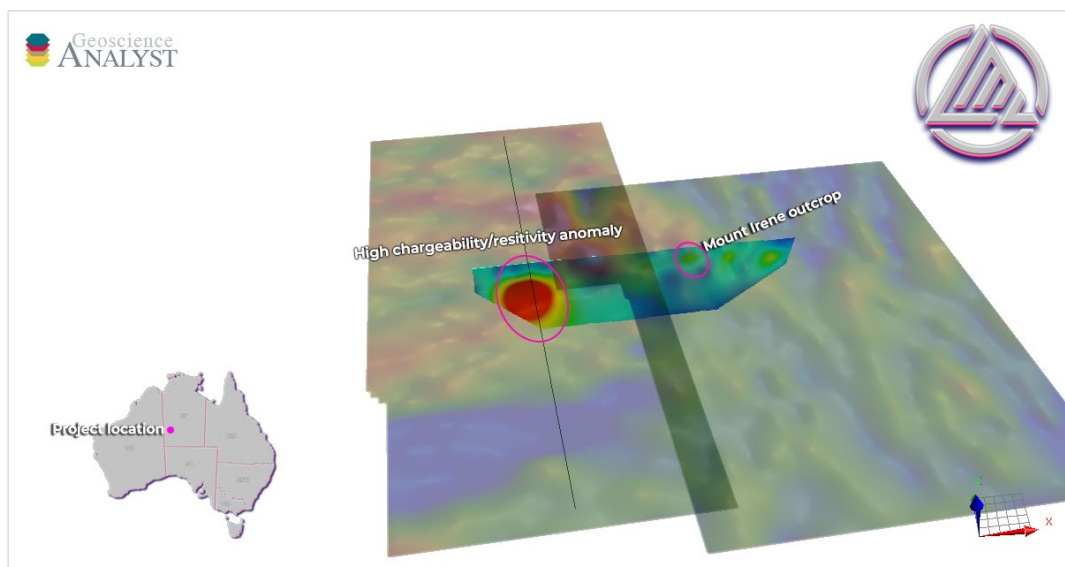 Geoscience
ANALYST
High chargeability/resitivity anomaly
Mount Irene outcrop
Project location
X